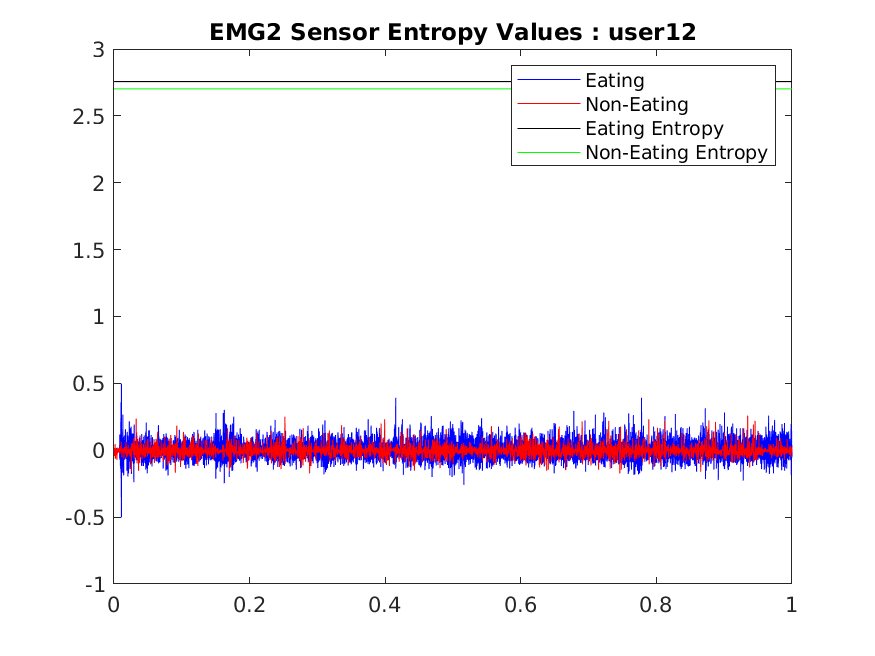 EMG2 Sensor Entropy Values : user12
3
Eating
Non-Eating
Eating Entropy
Non-Eating Entropy
2.5
2
1.5
1
0.5
0
-0.5
-1
0 0.2 0.4 0.6 0.8 1